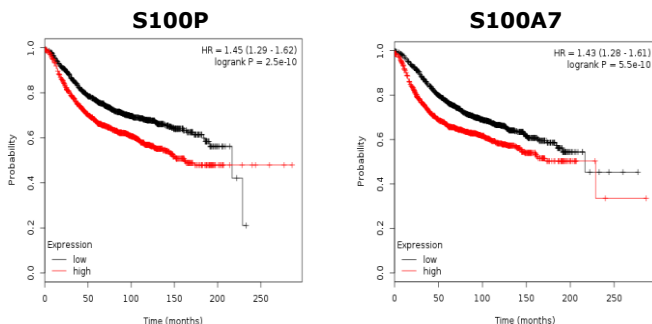 S100P
HR = 1.45 (1.29 - 1.62)
logrank P = 2.5e-10
Probability
1.0
0.8
0.6
0.4
0.2
0.0
Expression
low
high
0 50 100 150 200 250
Time (months)
S100A7
HR = 1.43 (1.28 - 1.61)
logrank P = 5.5e-10
Probability
1.0
0.8
0.6
0.4
0.2
0.0
Expression
low
high
0 50 100 150 200 250
Time (months)